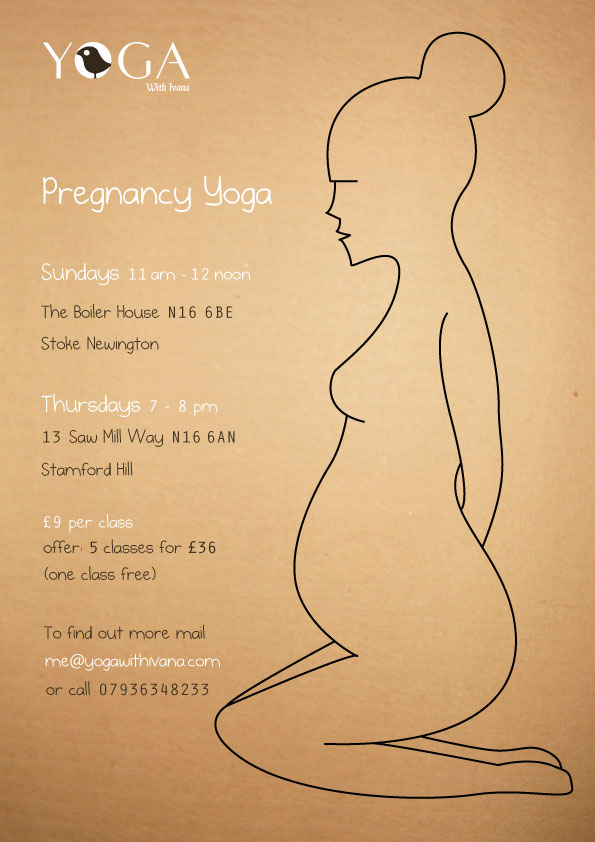 YOGA
With Ivana
Pregnancy Yoga
Sundays 11 am - 12 noon
The Boiler House N16 6BE
Stoke Newington
Thursdays 7 - 8 pm
13 Saw Mill Way N16 6AN
Stamford Hill
£9 per class
offer: 5 classes for £36
(one class free)
To find out more mail
me@yogawithivana.com
or call 07936348233